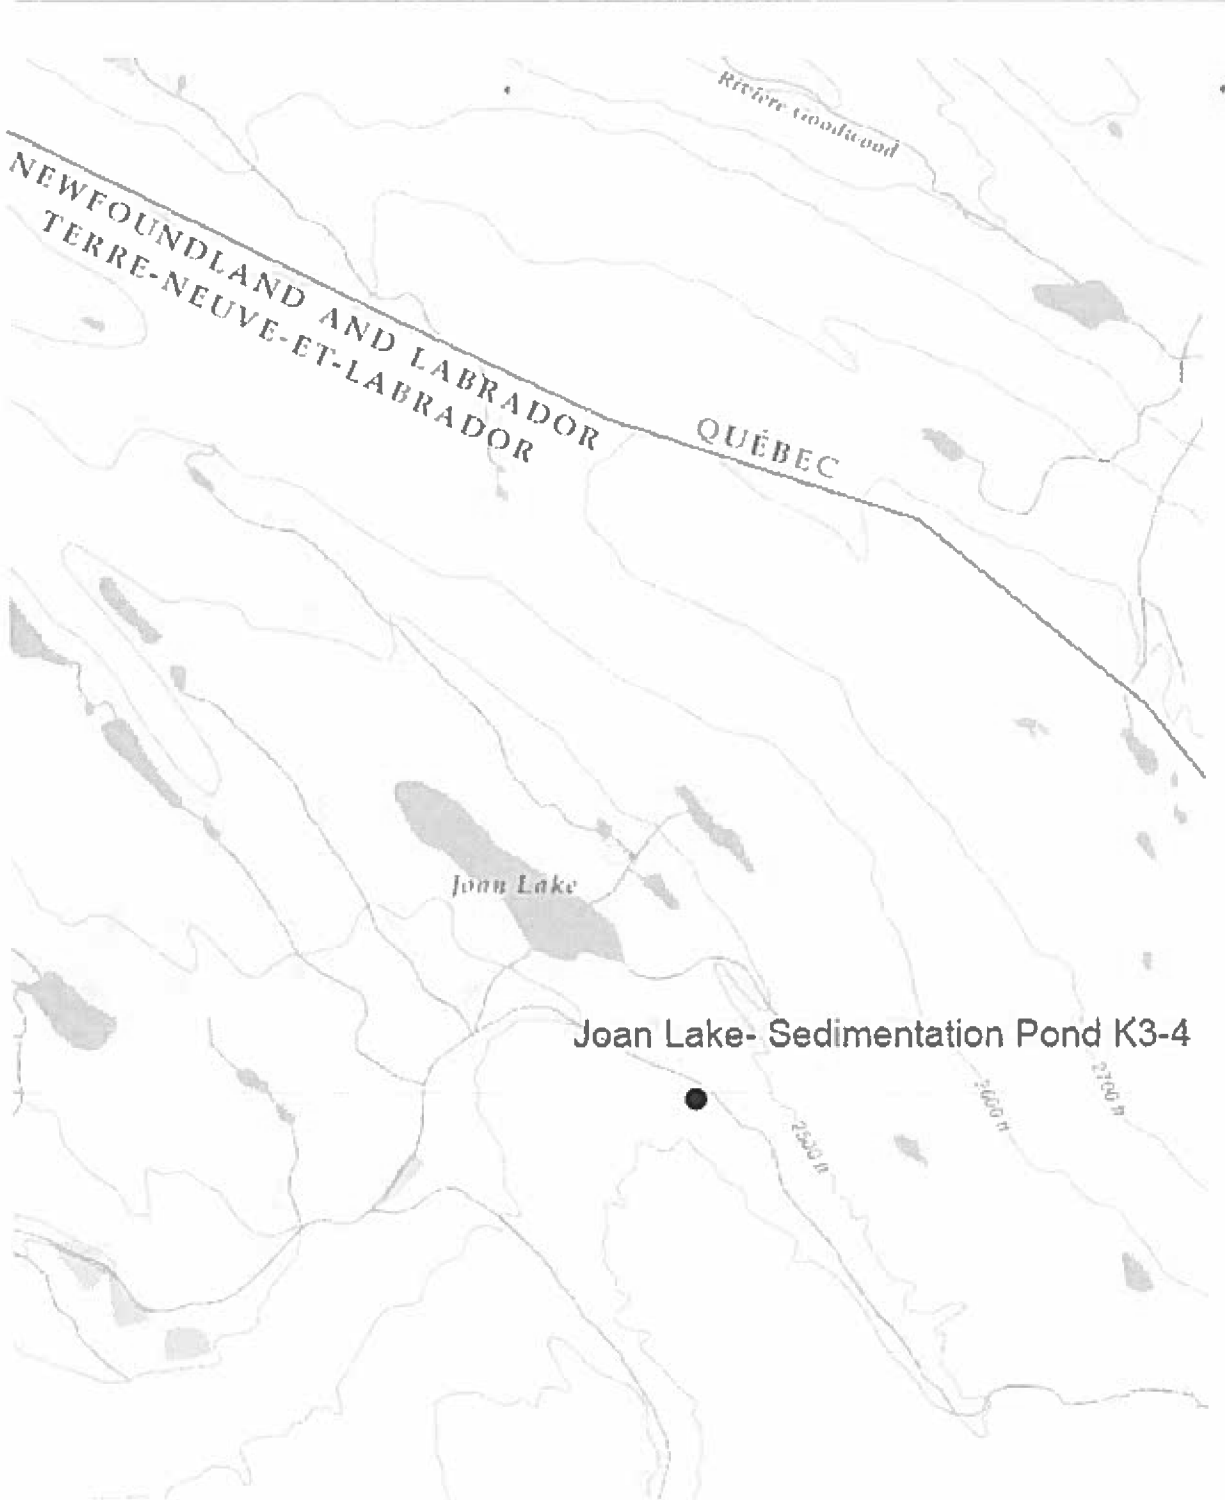 Rivière Goodwood
NEWFOUNDLAND AND LABRADOR
TERRE-NEUVE-ET-LABRADOR
QUÉBEC
Joan Lake
Joan Lake- Sedimentation Pond K3-4
2700 ft
2600 ft
2500 ft